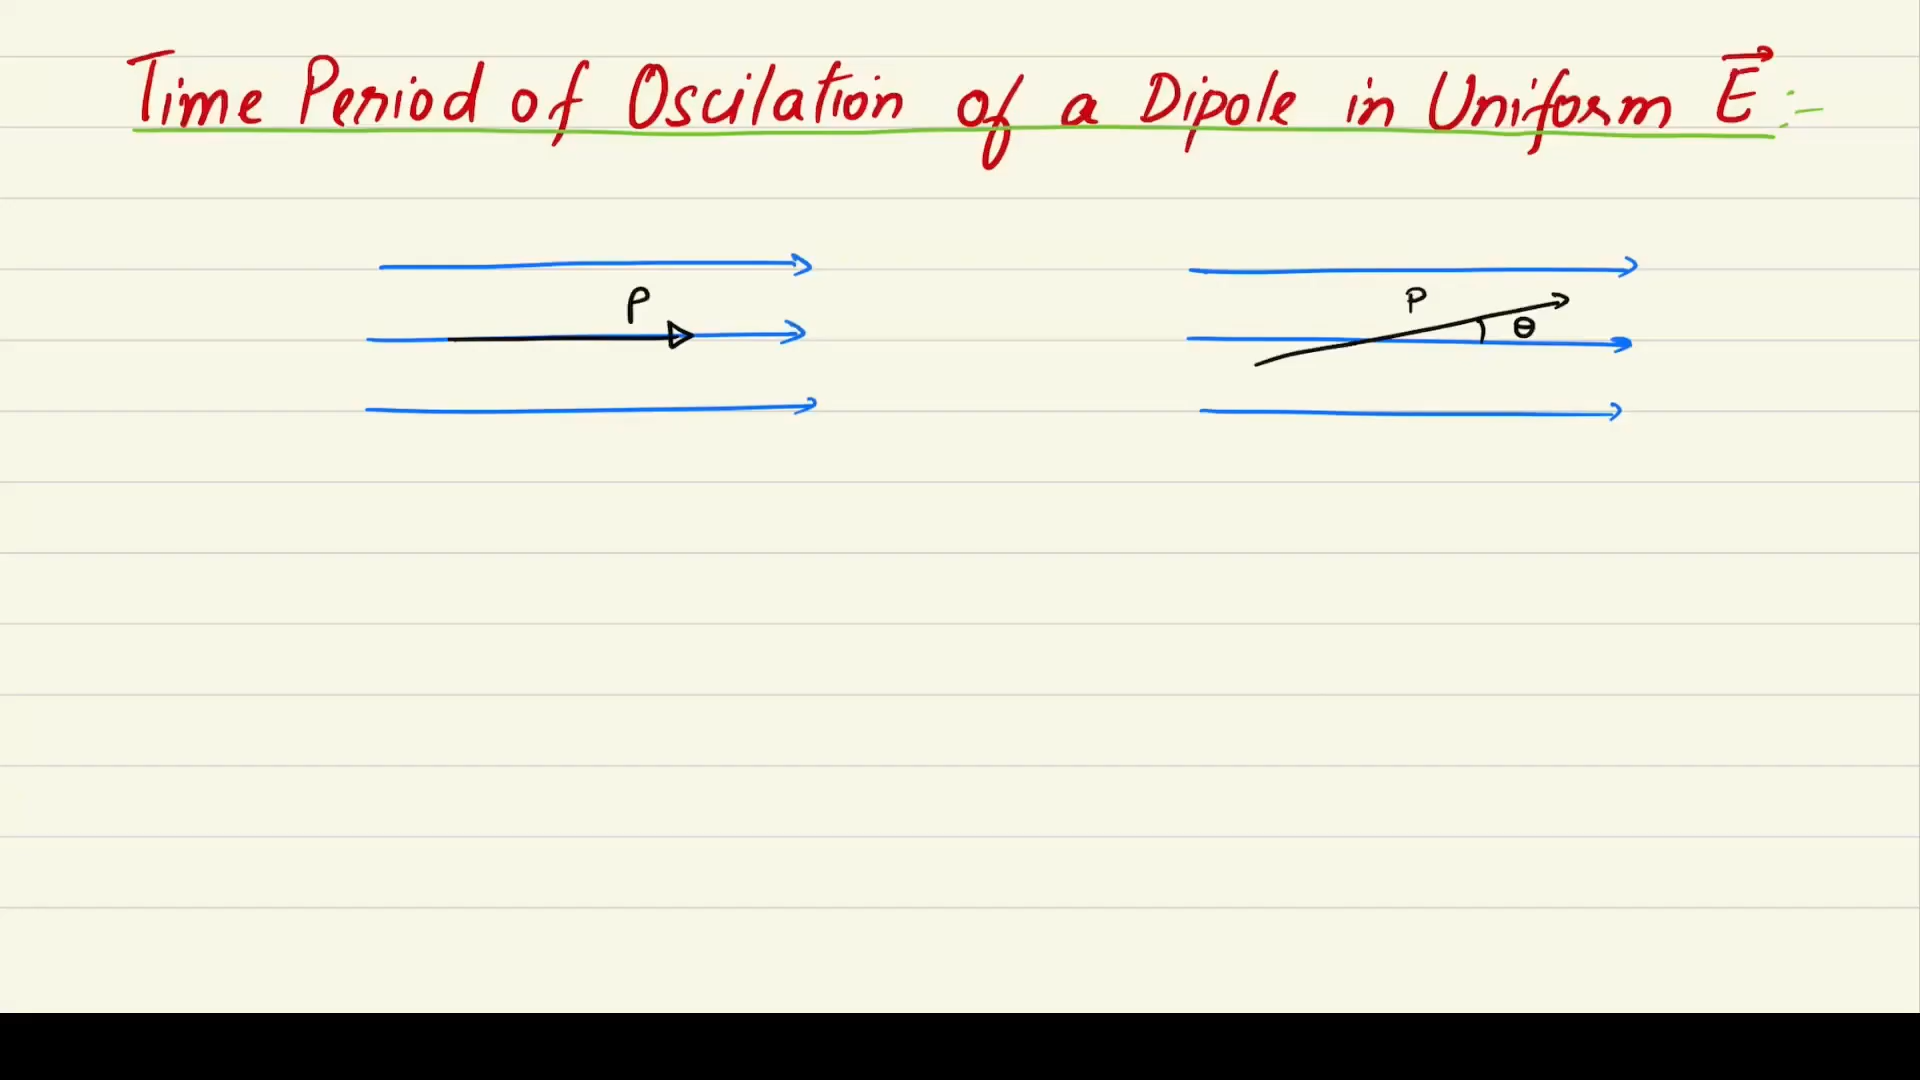 Time Period of Oscilation of a Dipole in Uniform E⃗ :-
P
P
θ